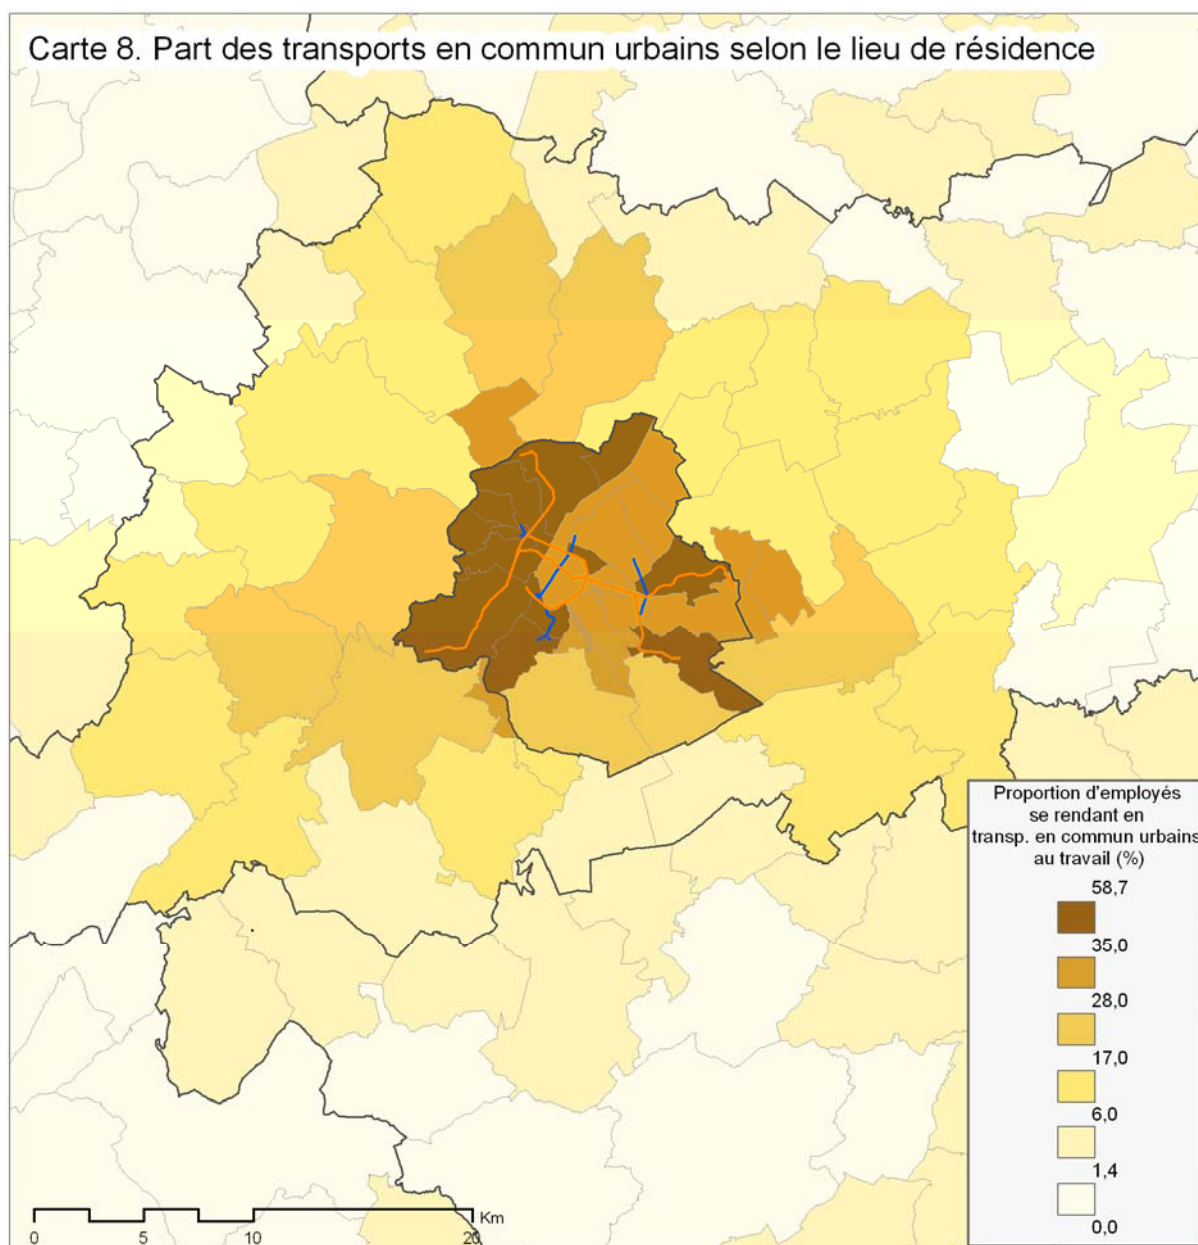 Carte 8. Part des transports en commun urbains selon le lieu de résidence
Proportion d'employés
se rendant en
transp. en commun urbains
au travail (%)
58,7
35,0
28,0
17,0
6,0
1,4
0,0
Km
0 5 10 20